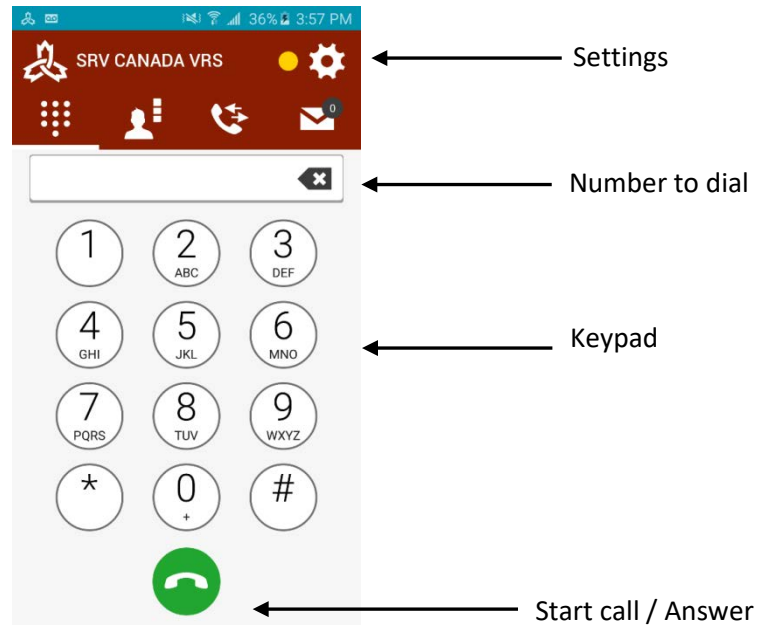 36% 3:57 PM
SRV CANADA VRS
Settings
0
Number to dial
1 2 3
ABC DEF
4 5 6
GHI JKL MNO
Keypad
7 8 9
PQRS TUV WXYZ
* 0 #
+
Start call / Answer